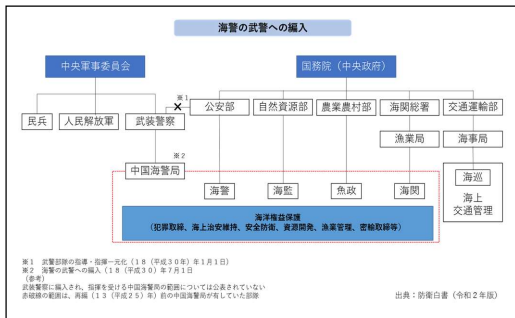 海警の武警への編入
中央軍事委員会
国務院（中央政府）
※1
民兵
人民解放軍
武装警察
公安部
自然資源部
農業農村部
海関総署
交通運輸部
漁業局
海事局
※2
中国海警局
海警
海監
魚政
海関
海巡
海上
交通管理
海洋権益保護
（犯罪取締、海上治安維持、安全防衛、資源開発、漁業管理、密輸取締等）
※1　武警部隊の指導・指揮一元化（18（平成30年）年1月1日）
※2　海警の武警への編入（18（平成30）年7月1日
（参考）
武装警察に編入され、指揮を受ける中国海警局の範囲については公表されていない
赤破線の範囲は、再編（13（平成25）年）前の中国海警局が有していた部隊
出典：防衛白書（令和2年版）